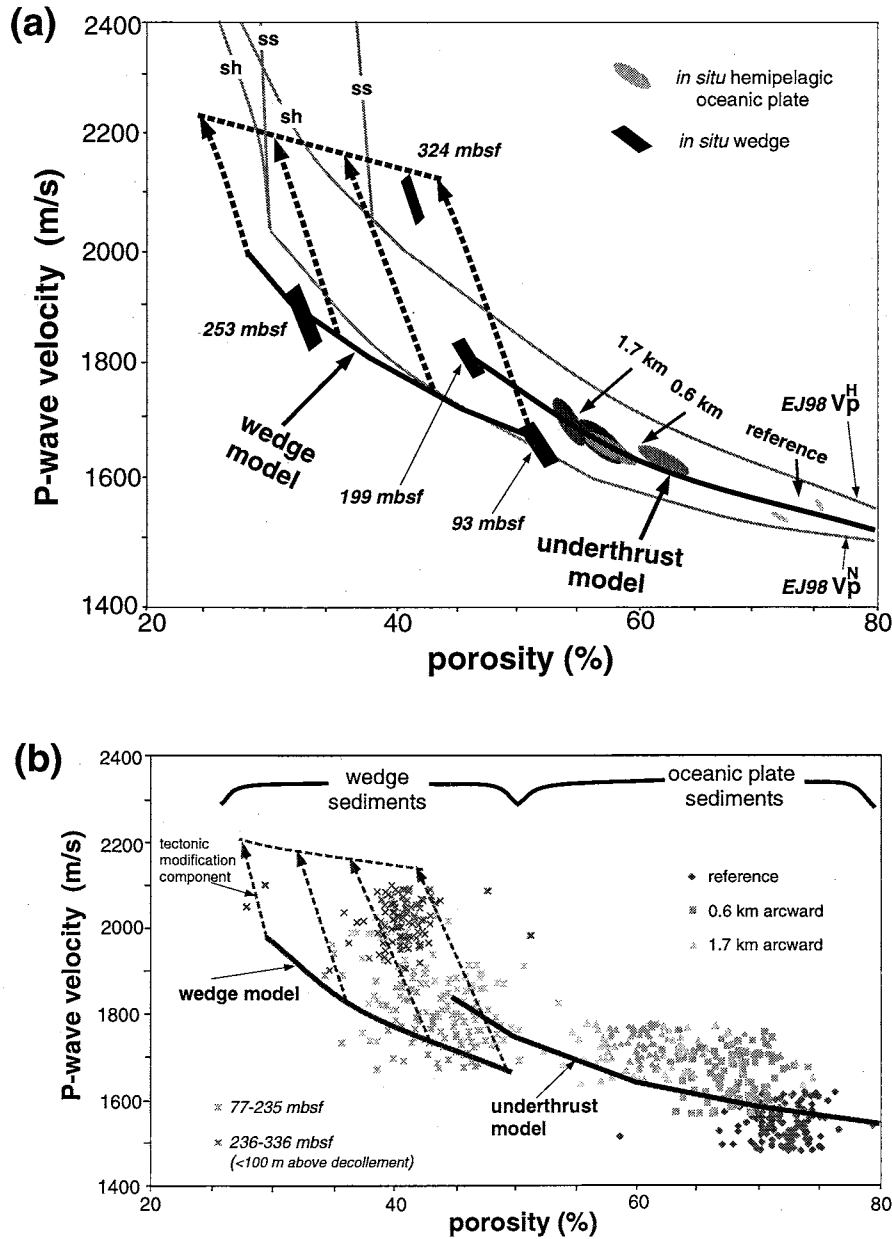 (a)
2400
2200
2000
1800
1600
1400
P-wave velocity (m/s)
20
40
60
80
porosity (%)
sh
ss
sh
ss
in situ hemipelagic
oceanic plate
in situ wedge
324 mbsf
253 mbsf
wedge
model
199 mbsf
93 mbsf
1.7 km
0.6 km
reference
EJ98 VpH
underthrust
model
EJ98 VpN
(b)
2400
2200
2000
1800
1600
1400
P-wave velocity (m/s)
20
40
60
80
porosity (%)
wedge
sediments
oceanic plate
sediments
tectonic
modification
component
wedge model
reference
0.6 km arcward
1.7 km arcward
underthrust
model
77-235 mbsf
236-336 mbsf
(<100 m above decollement)